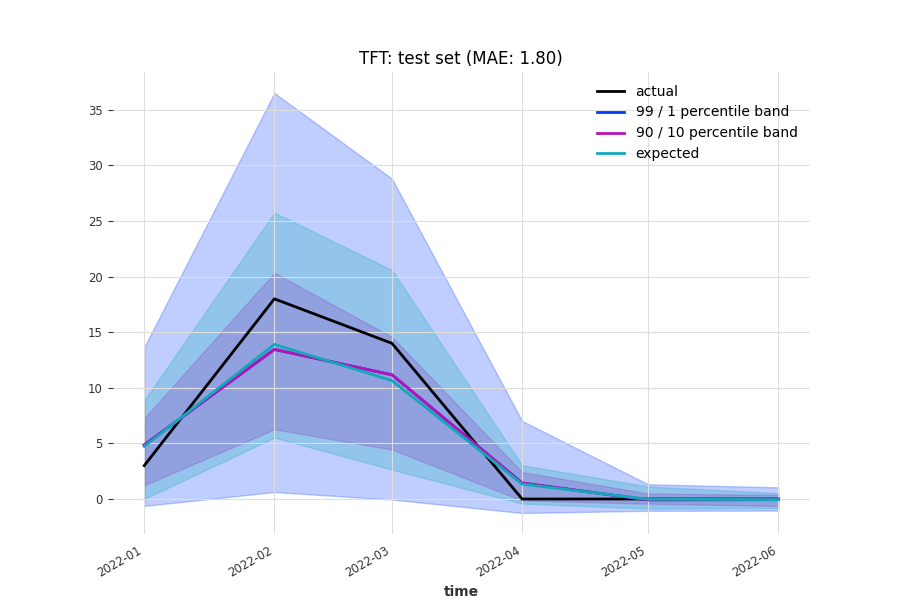 TFT: test set (MAE: 1.80)
actual
99 / 1 percentile band
90 / 10 percentile band
expected
35
30
25
20
15
10
5
0
2022-01
2022-02
2022-03
2022-04
2022-05
2022-06
time